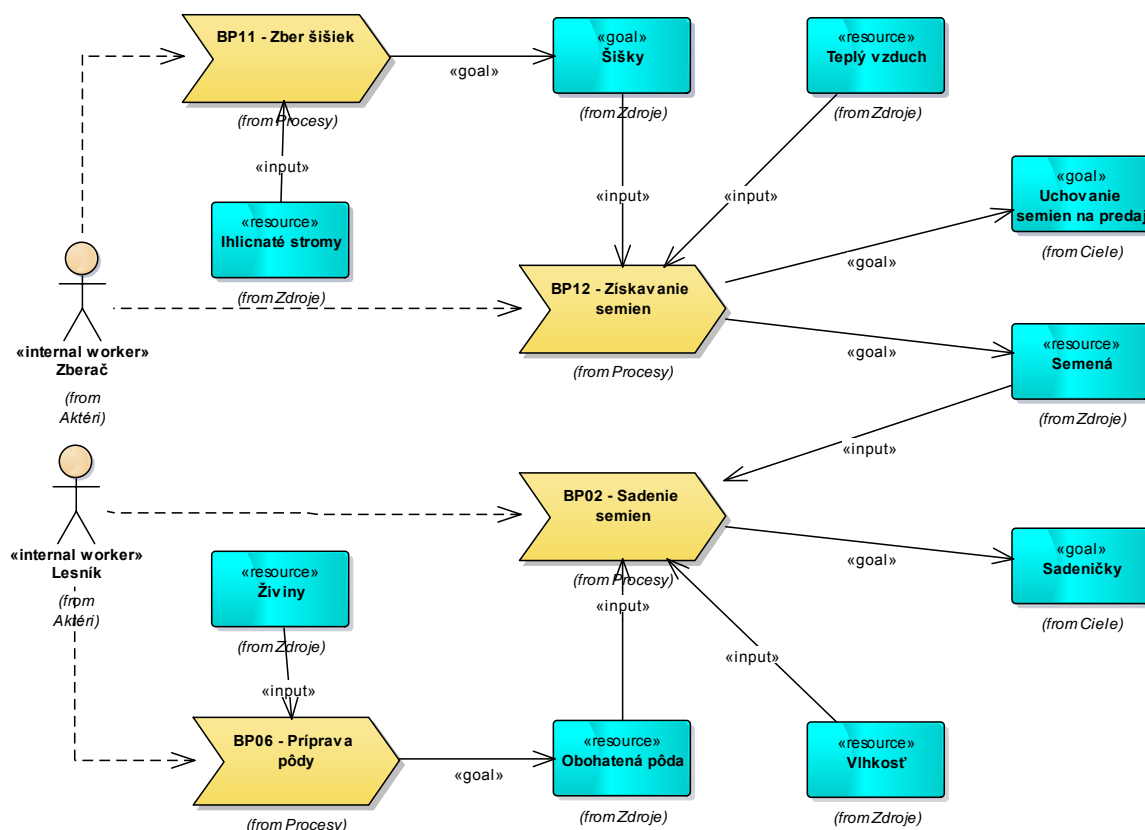 BP11 - Zber šišiek
(from Procesy)
«goal»
«goal»
Šišky
(from Zdroje)
«resource»
Teplý vzduch
(from Zdroje)
«input»
«resource»
Ihlicnaté stromy
(from Zdroje)
«input»
«input»
«goal»
Uchovanie
semien na predaj
(from Ciele)
«goal»
«internal worker»
Zberač
(from
Aktéri)
BP12 - Získavanie
semien
(from Procesy)
«goal»
«resource»
Semená
(from Zdroje)
«input»
«internal worker»
Lesník
(from
Aktéri)
BP02 - Sadenie
semien
(from Procesy)
«goal»
«goal»
Sadeničky
(from Ciele)
«resource»
Živiny
(from Zdroje)
«input»
«input»
«input»
BP06 - Príprava
pôdy
(from Procesy)
«goal»
«resource»
Obohatená pôda
(from Zdroje)
«resource»
Vlhkosť
(from Zdroje)